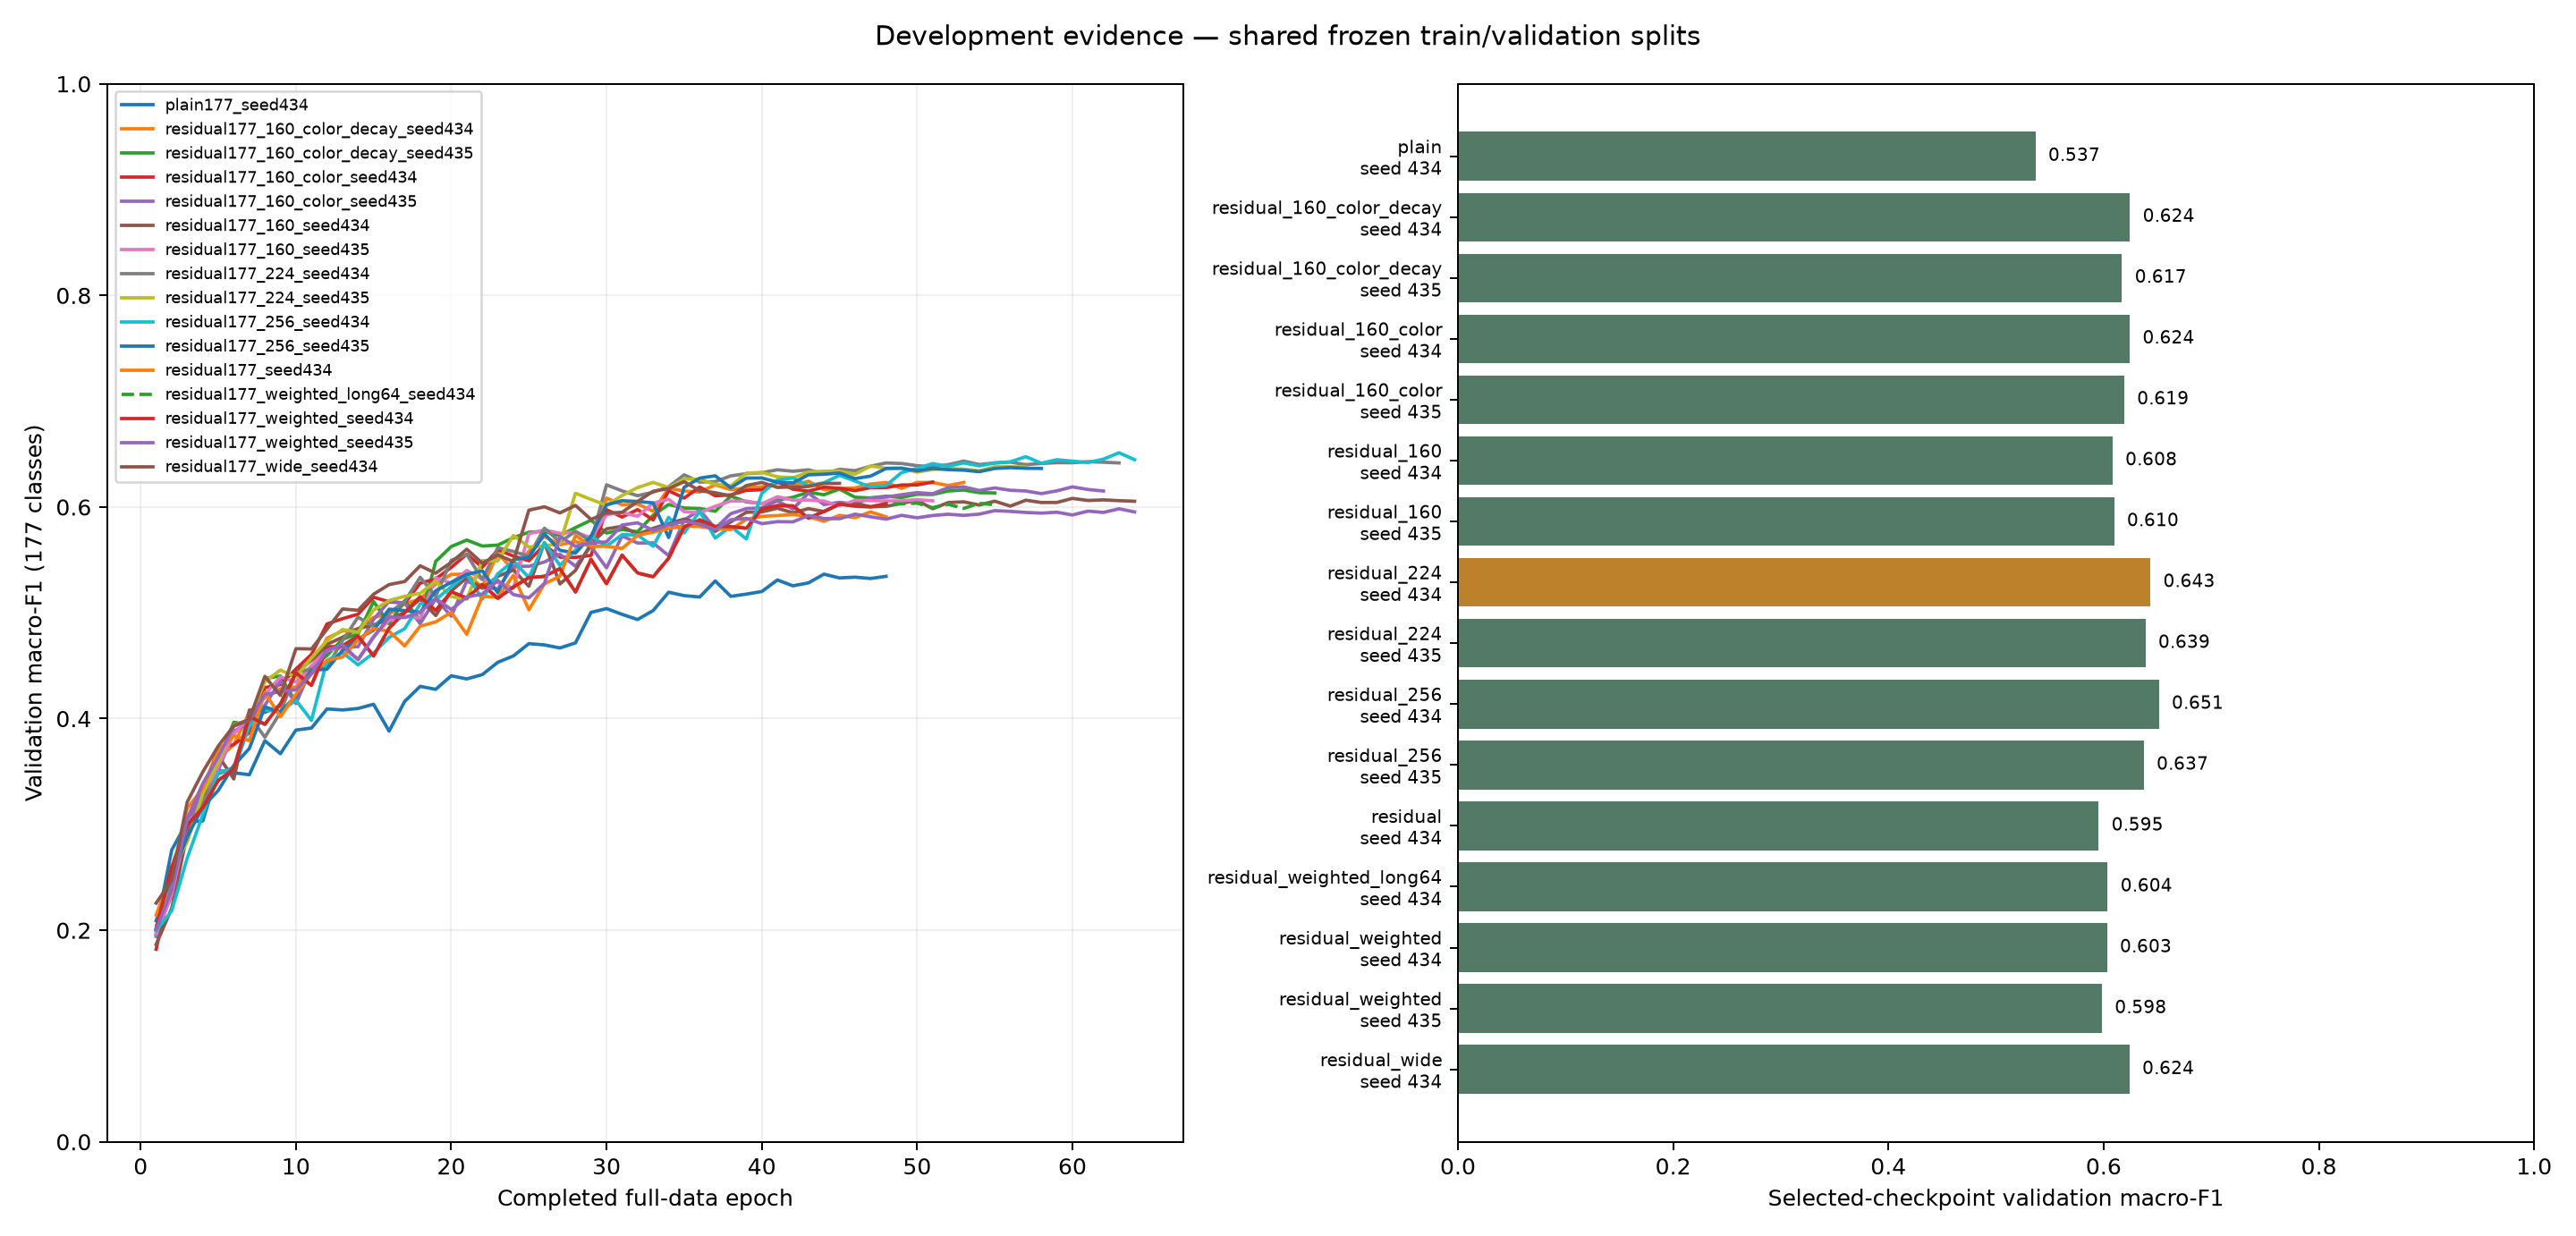 Development evidence — shared frozen train/validation splits
1.0
0.8
0.6
0.4
0.2
0.0
Validation macro-F1 (177 classes)
plain177_seed434
residual177_160_color_decay_seed434
residual177_160_color_decay_seed435
residual177_160_color_seed434
residual177_160_color_seed435
residual177_160_seed434
residual177_160_seed435
residual177_224_seed434
residual177_224_seed435
residual177_256_seed434
residual177_256_seed435
residual177_seed434
residual177_weighted_long64_seed434
residual177_weighted_seed434
residual177_weighted_seed435
residual177_wide_seed434
0 10 20 30 40 50 60
Completed full-data epoch
plain
seed 434
0.537
residual_160_color_decay
seed 434
0.624
residual_160_color_decay
seed 435
0.617
residual_160_color
seed 434
0.624
residual_160_color
seed 435
0.619
residual_160
seed 434
0.608
residual_160
seed 435
0.610
residual_224
seed 434
0.643
residual_224
seed 435
0.639
residual_256
seed 434
0.651
residual_256
seed 435
0.637
residual
seed 434
0.595
residual_weighted_long64
seed 434
0.604
residual_weighted
seed 434
0.603
residual_weighted
seed 435
0.598
residual_wide
seed 434
0.624
0.0 0.2 0.4 0.6 0.8 1.0
Selected-checkpoint validation macro-F1